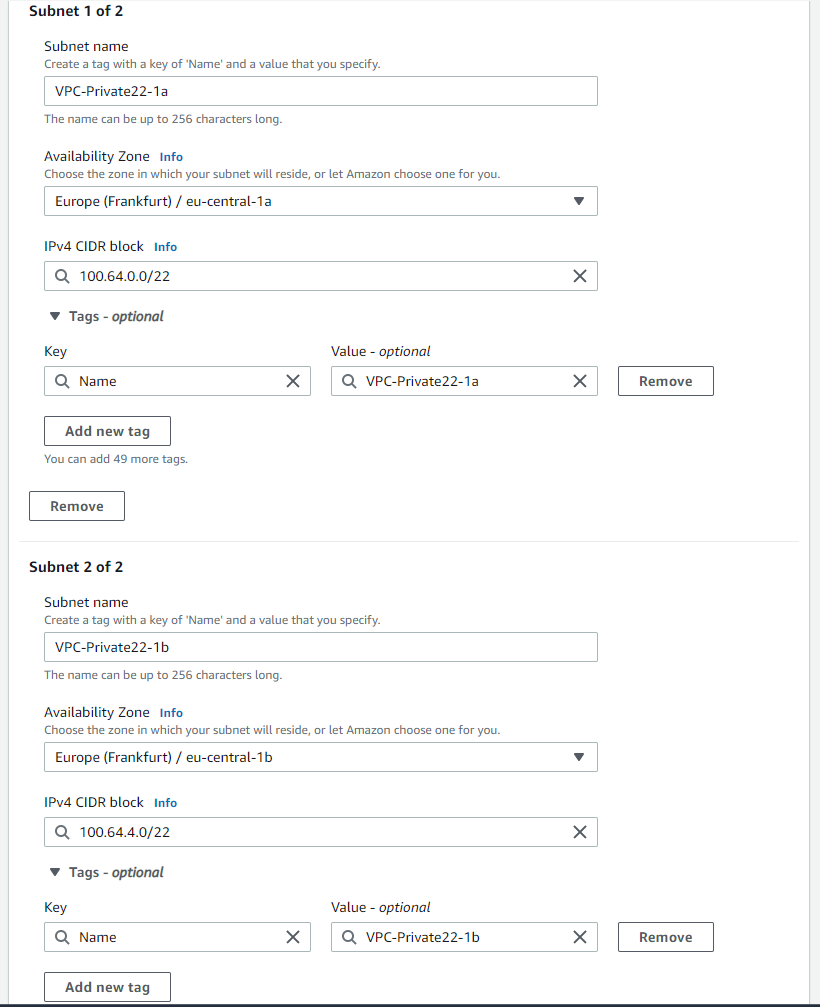 Subnet 1 of 2
Subnet name
Create a tag with a key of 'Name' and a value that you specify.
VPC-Private22-1a
The name can be up to 256 characters long.
Availability Zone Info
Choose the zone in which your subnet will reside, or let Amazon choose one for you.
Europe (Frankfurt) / eu-central-1a
IPv4 CIDR block Info
100.64.0.0/22
Tags - optional
Key Value - optional
Name VPC-Private22-1a Remove
Add new tag
You can add 49 more tags.
Remove
Subnet 2 of 2
Subnet name
Create a tag with a key of 'Name' and a value that you specify.
VPC-Private22-1b
The name can be up to 256 characters long.
Availability Zone Info
Choose the zone in which your subnet will reside, or let Amazon choose one for you.
Europe (Frankfurt) / eu-central-1b
IPv4 CIDR block Info
100.64.4.0/22
Tags - optional
Key Value - optional
Name VPC-Private22-1b Remove
Add new tag